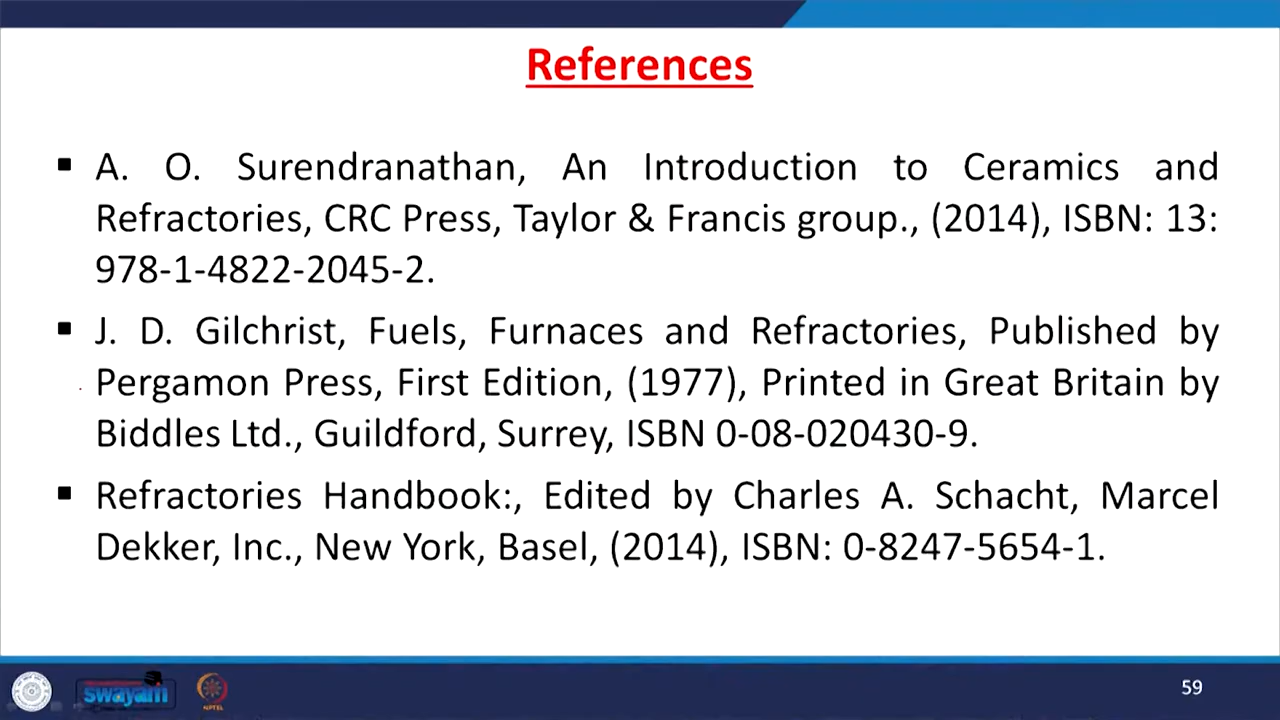 References
▪ A. O. Surendranathan, An Introduction to Ceramics and
Refractories, CRC Press, Taylor & Francis group., (2014), ISBN: 13:
978-1-4822-2045-2.
▪ J. D. Gilchrist, Fuels, Furnaces and Refractories, Published by
Pergamon Press, First Edition, (1977), Printed in Great Britain by
Biddles Ltd., Guildford, Surrey, ISBN 0-08-020430-9.
▪ Refractories Handbook:, Edited by Charles A. Schacht, Marcel
Dekker, Inc., New York, Basel, (2014), ISBN: 0-8247-5654-1.
swayam
NPTEL
59